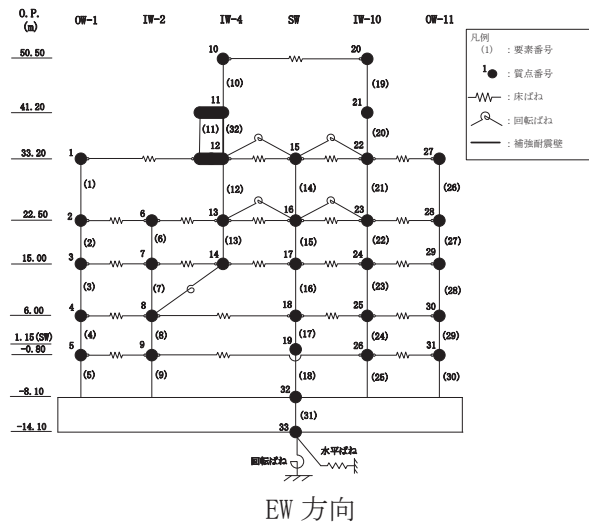 O.P.
(m)
OW-1 IW-2 IW-4 SW IW-10 OW-11
凡例
(1) : 要素番号
1 : 質点番号
: 床ばね
: 回転ばね
: 補強耐震壁
50.50 10 20
(10) (19)
41.20 11 21
(11) (32) (20)
33.20 1 12 15 22 27
(1) (12) (14) (21) (26)
22.50 2 6 13 16 23 28
(2) (6) (13) (15) (22) (27)
15.00 3 7 14 17 24 29
(3) (7) (16) (23) (28)
6.00 4 8 18 25 30
(4) (8) (17) (24) (29)
1.15(SW) 19
-0.80 5 9 26 31
(5) (9) (18) (25) (30)
-8.10 32
(31)
-14.10 33
回転ばね 水平ばね
EW 方向